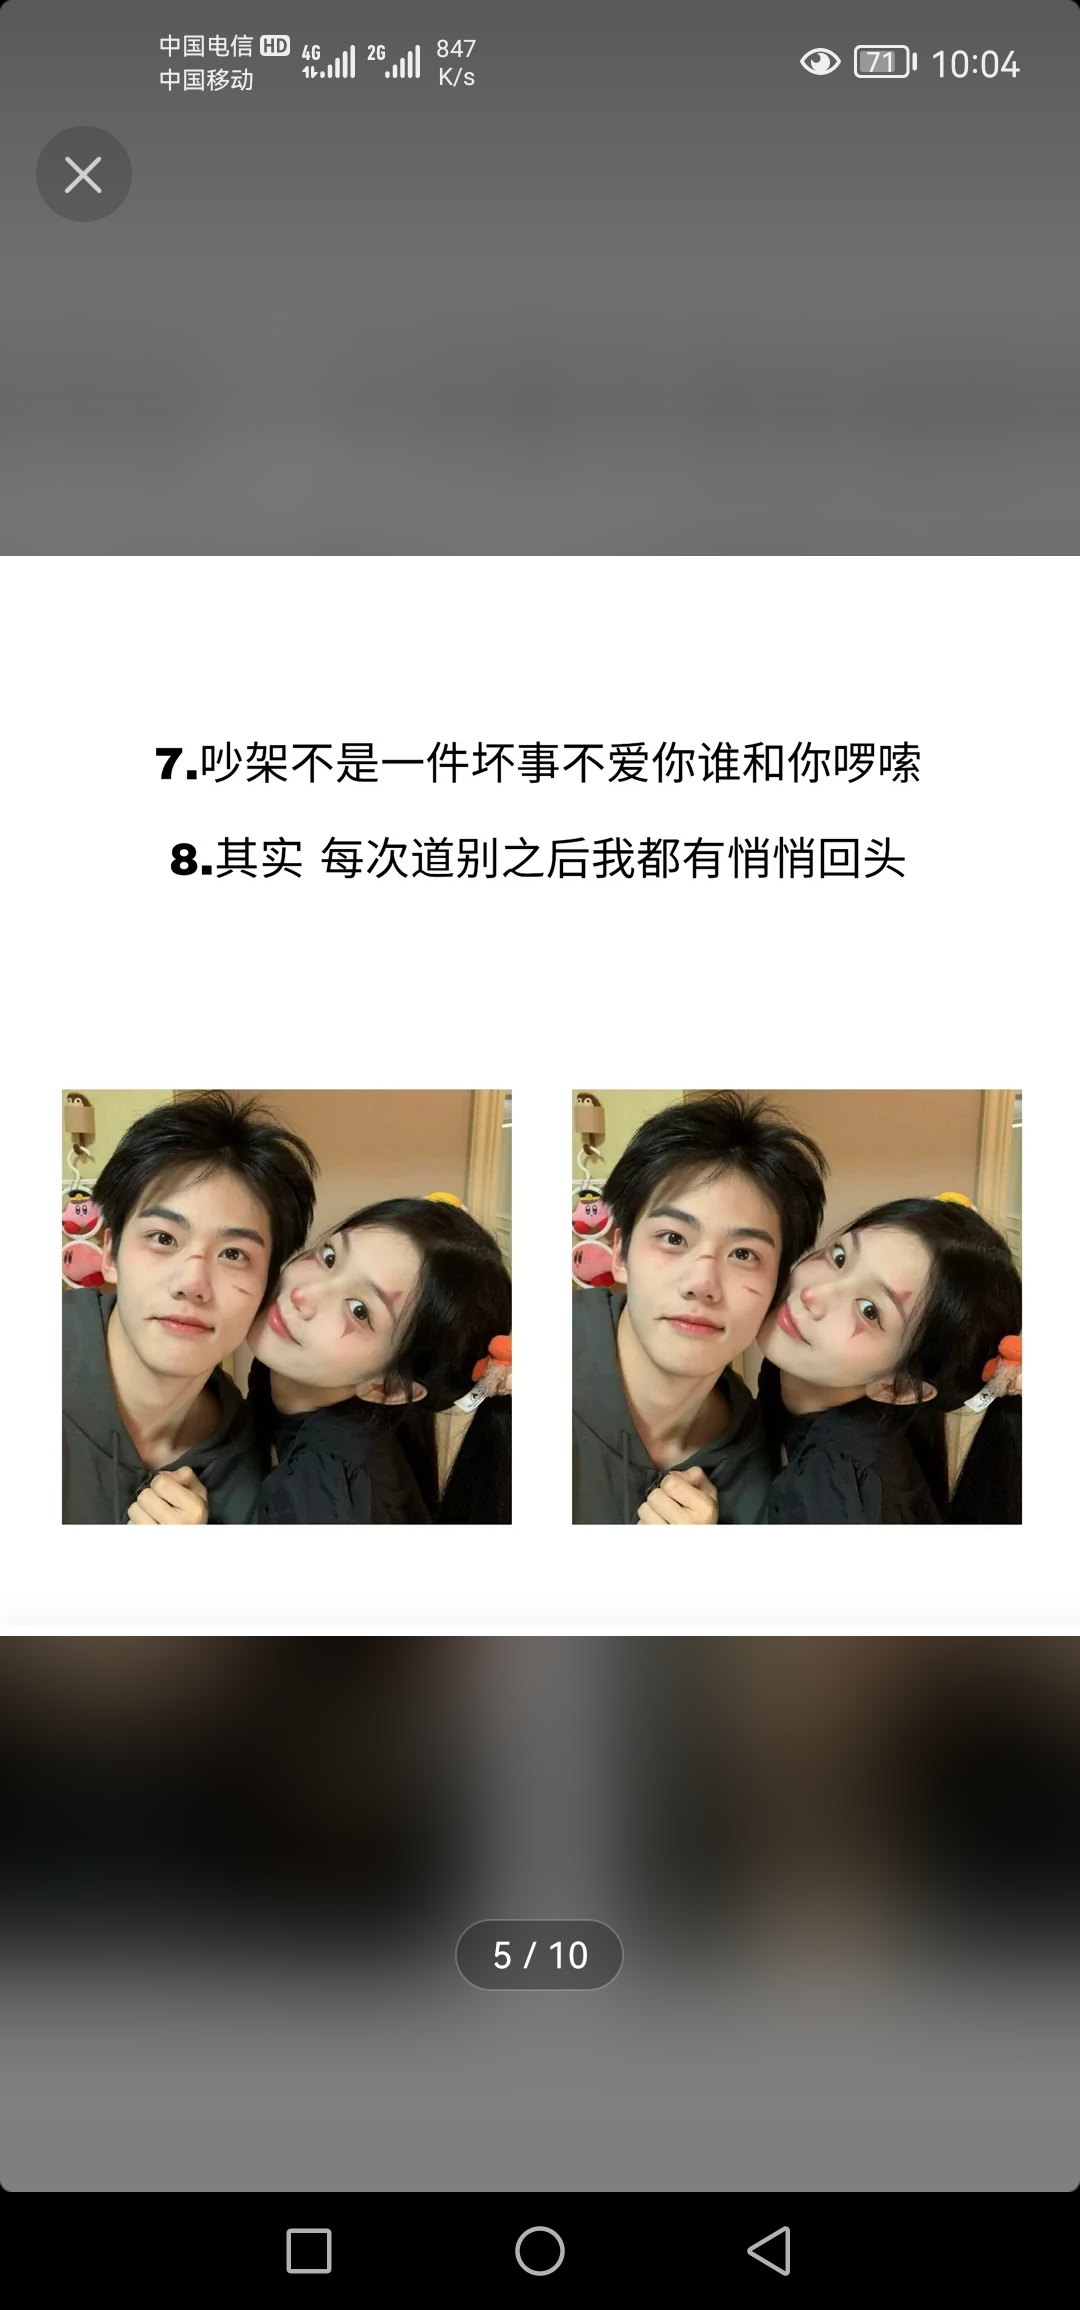 中国电信 HD 4G 2G 847
中国移动 K/s
71 10:04
7.吵架不是一件坏事不爱你谁和你啰嗦
8.其实 每次道别之后我都有悄悄回头
5 / 10